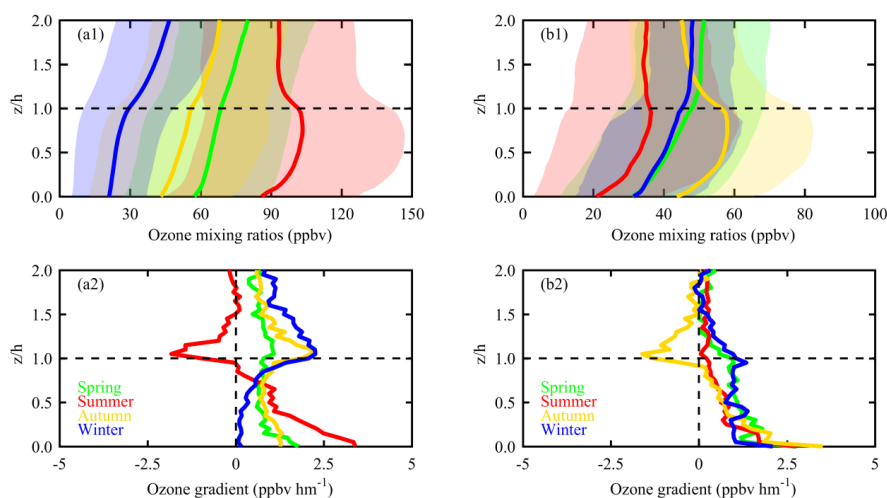 (a1)
2.0
1.5
1.0
0.5
0.0
z/h
0
30
60
90
120
150
Ozone mixing ratios (ppbv)
(b1)
2.0
1.5
1.0
0.5
0.0
z/h
0
20
40
60
80
100
Ozone mixing ratios (ppbv)
(a2)
2.0
1.5
1.0
0.5
0.0
z/h
Spring
Summer
Autumn
Winter
-5
-2.5
0
2.5
5
Ozone gradient (ppbv hm⁻¹)
(b2)
2.0
1.5
1.0
0.5
0.0
z/h
Spring
Summer
Autumn
Winter
-5
-2.5
0
2.5
5
Ozone gradient (ppbv hm⁻¹)